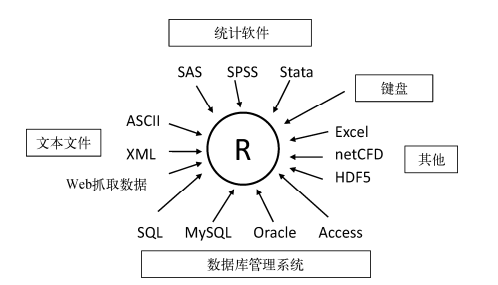 统计软件
SAS SPSS Stata
键盘
ASCII
文本文件
XML
Web抓取数据
R
Excel
netCFD
HDF5
其他
SQL MySQL Oracle Access
数据库管理系统